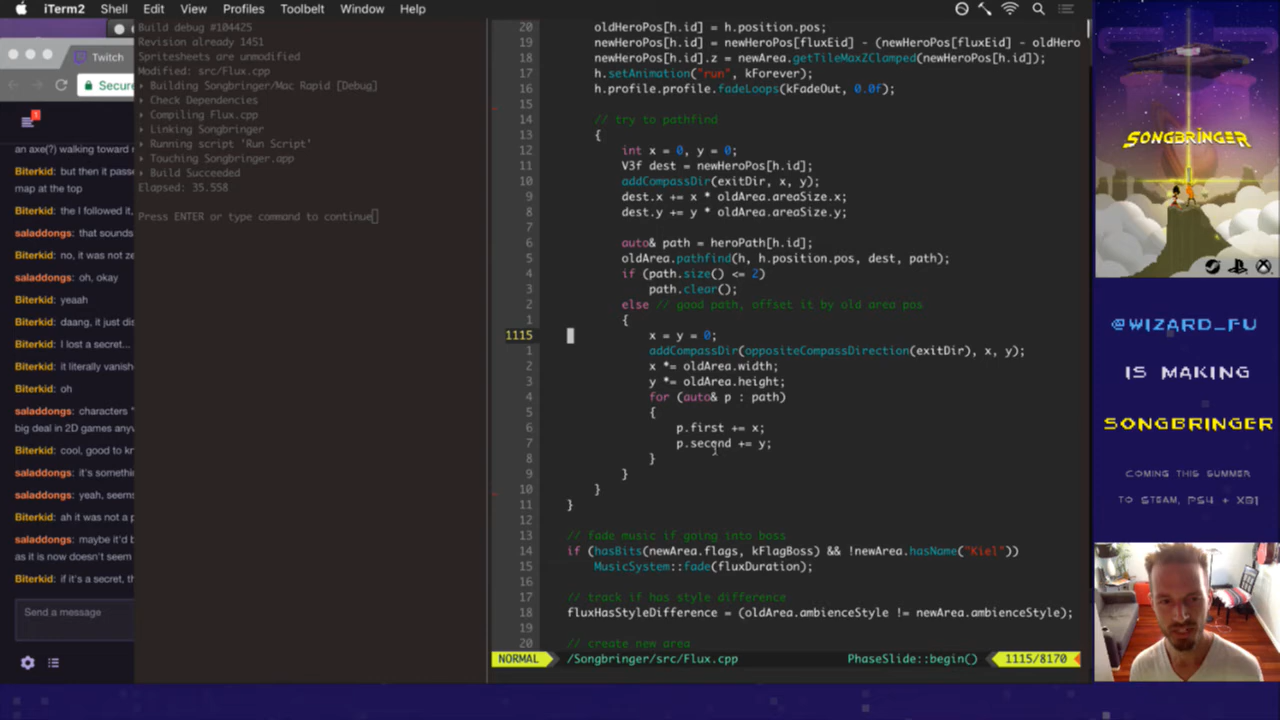 iTerm2 Shell Edit View Profiles Toolbelt Window Help
Twitch
Secure
1
an axe(?) walking toward
Biterkid: but then it passe
map at the top
Biterkid: the I followed it,
saladdongs: that sounds
Biterkid: no, it was not ze
saladdongs: oh, okay
Biterkid: yeaah
Biterkid: daang, it just dis
Biterkid: I lost a secret...
Biterkid: it literally vanish
Biterkid: oh
saladdongs: characters "
big deal in 2D games anyw
Biterkid: cool, good to kn
saladdongs: it's somethin
saladdongs: yeah, seems
Biterkid: ah it was not a p
saladdongs: maybe it'd b
as it is now doesn't seem
Biterkid: if it's a secret, th
Send a message
Build debug #104425
Revision already 1451
Spritesheets are unmodified
Modified: src/Flux.cpp
Building Songbringer/Mac Rapid [Debug]
Check Dependencies
Compiling Flux.cpp
Linking Songbringer
Running script 'Run Script'
Touching Songbringer.app
Build Succeeded
Elapsed: 35.558
Press ENTER or type command to continue
20 oldHeroPos[h.id] = h.position.pos;
19 newHeroPos[h.id] = newHeroPos[fluxEid] - (newHeroPos[fluxEid] - oldHero
18 newHeroPos[h.id].z = newArea.getTileMaxZClamped(newHeroPos[h.id]);
17 h.setAnimation("run", kForever);
16 h.profile.profile.fadeLoops(kFadeOut, 0.0f);
15
14 // try to pathfind
13 {
12 int x = 0, y = 0;
11 V3f dest = newHeroPos[h.id];
10 addCompassDir(exitDir, x, y);
9 dest.x += x * oldArea.areaSize.x;
8 dest.y += y * oldArea.areaSize.y;
7
6 auto& path = heroPath[h.id];
5 oldArea.pathfind(h, h.position.pos, dest, path);
4 if (path.size() <= 2)
3 path.clear();
2 else // good path, offset it by old area pos
1 {
1115 x = y = 0;
1 addCompassDir(oppositeCompassDirection(exitDir), x, y);
2 x *= oldArea.width;
3 y *= oldArea.height;
4 for (auto& p : path)
5 {
6 p.first += x;
7 p.second += y;
8 }
9 }
10 }
11 }
12
13 // fade music if going into boss
14 if (hasBits(newArea.flags, kFlagBoss) && !newArea.hasName("Kiel"))
15 MusicSystem::fade(fluxDuration);
16
17 // track if has style difference
18 fluxHasStyleDifference = (oldArea.ambienceStyle != newArea.ambienceStyle);
19
20 // create new area
NORMAL /Songbringer/src/Flux.cpp PhaseSlide::begin() 1115/8170
SONGBRINGER
@WIZARD_FU
IS MAKING
SONGBRINGER
COMING THIS SUMMER
TO STEAM, PS4 + XB1